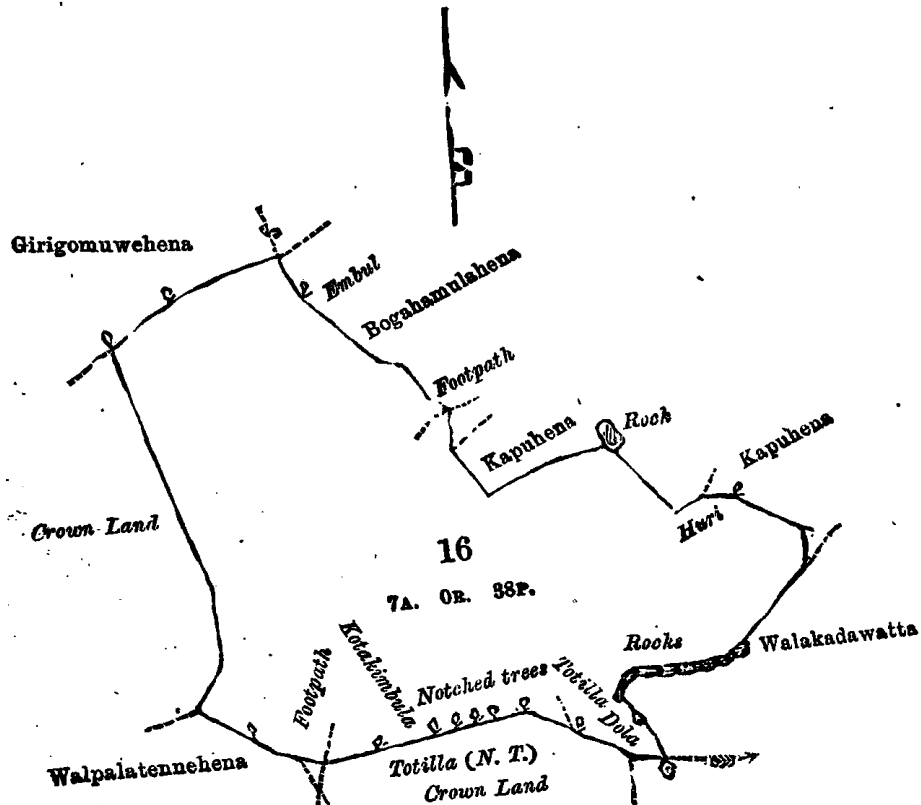 Girigomuwehena
Embul
Bogahamulahena
Footpath
Kapuhena
Rock
Kapuhena
Huri
Crown Land
16
7A. 0R. 38P.
Rocks
Walakadawatta
Footpath
Kotakimbula
Notched trees
Totilla Dola
Walpalatennehena
Totilla (N. T.)
Crown Land